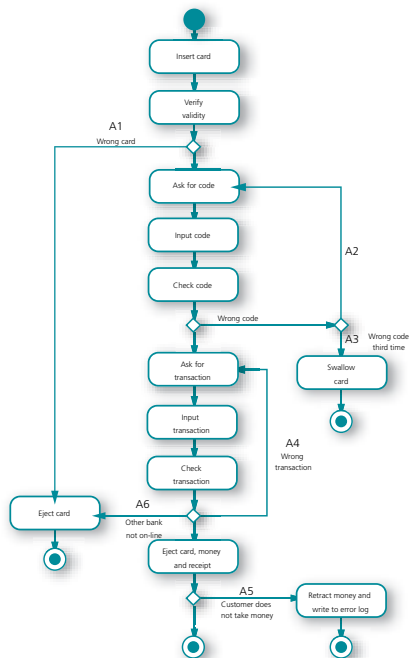 Insert card
Verify
validity
A1
Wrong card
Ask for code
Input code
A2
Check code
Wrong code
A3
Wrong code
third time
Ask for
transaction
Swallow
card
Input
transaction
A4
Wrong
transaction
Check
transaction
A6
Other bank
not on-line
Eject card
Eject card, money
and receipt
A5
Customer does
not take money
Retract money and
write to error log